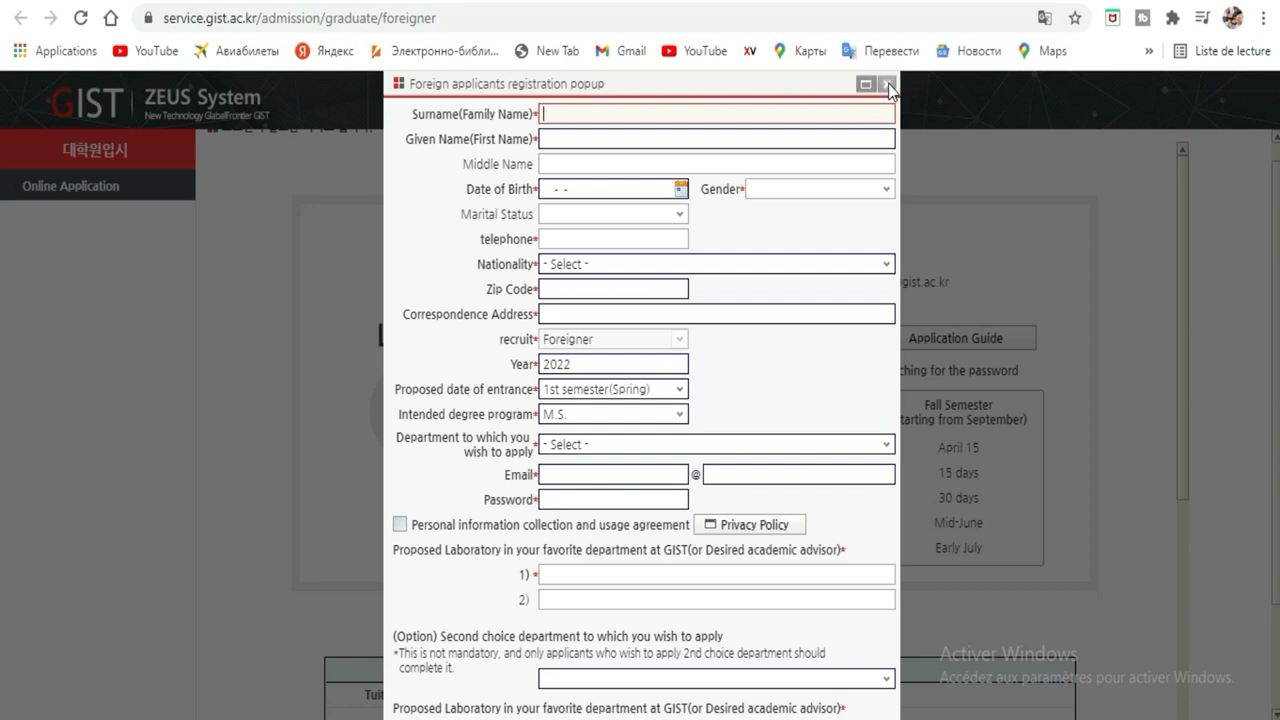 service.gist.ac.kr/admission/graduate/foreigner
Applications YouTube Авиабилеты Яндекс Электронно-библи... New Tab Gmail YouTube XV Карты Перевести Новости Maps » Liste de lecture
GIST ZEUS System
New Technology GlobalFrontier GIST
대학원입시
Online Application
Foreign applicants registration popup
Surname(Family Name)*
Given Name(First Name)*
Middle Name
Date of Birth* - - Gender*
Marital Status
telephone*
Nationality* - Select -
Zip Code*
Correspondence Address*
recruit* Foreigner
Year* 2022
Proposed date of entrance* 1st semester(Spring)
Intended degree program* M.S.
Department to which you wish to apply* - Select -
Email* @
Password*
Personal information collection and usage agreement Privacy Policy
Proposed Laboratory in your favorite department at GIST(or Desired academic advisor)*
1) *
2)
(Option) Second choice department to which you wish to apply
*This is not mandatory, and only applicants who wish to apply 2nd choice department should
complete it.
Proposed Laboratory in your favorite department at GIST(or Desired academic advisor)*
gist.ac.kr
Application Guide
ching for the password
Fall Semester
tarting from September)
April 15
15 days
30 days
Mid-June
Early July
Tuit
Activer Windows
Accédez aux paramètres pour activer Windows.